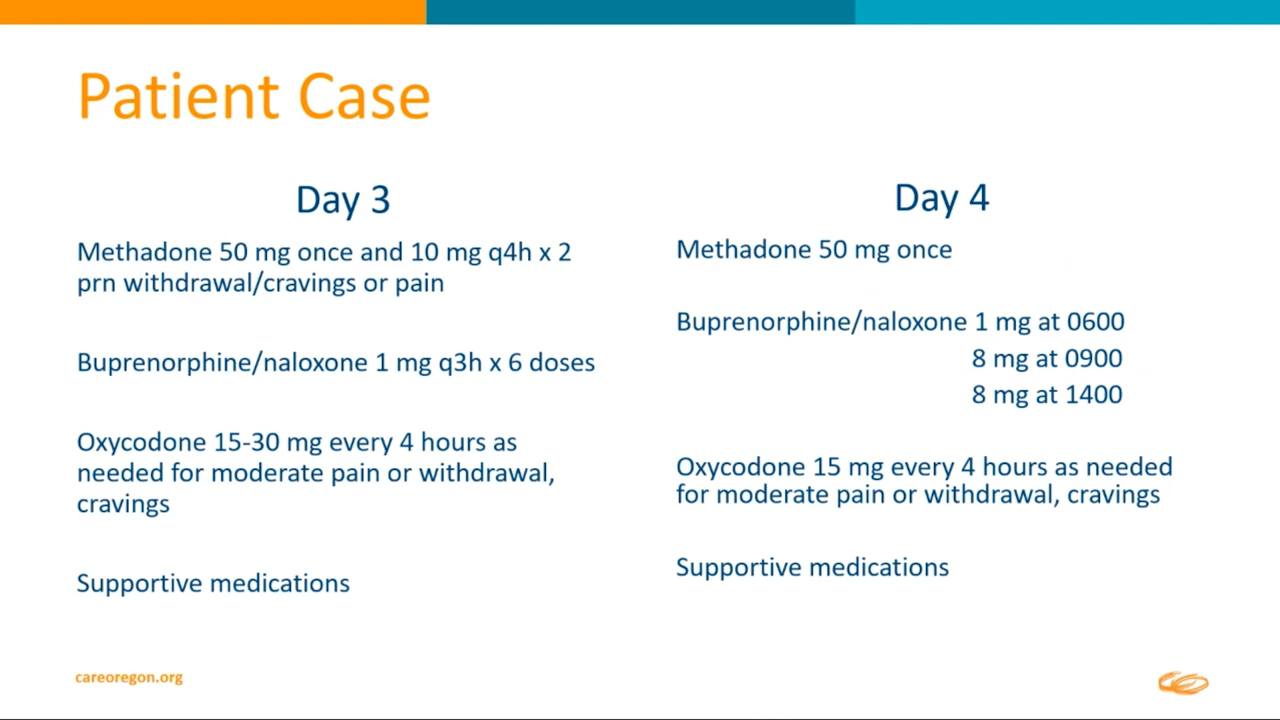 Patient Case
Day 3
Methadone 50 mg once and 10 mg q4h x 2
prn withdrawal/cravings or pain
Buprenorphine/naloxone 1 mg q3h x 6 doses
Oxycodone 15-30 mg every 4 hours as
needed for moderate pain or withdrawal,
cravings
Supportive medications
Day 4
Methadone 50 mg once
Buprenorphine/naloxone 1 mg at 0600
8 mg at 0900
8 mg at 1400
Oxycodone 15 mg every 4 hours as needed
for moderate pain or withdrawal, cravings
Supportive medications
careoregon.org